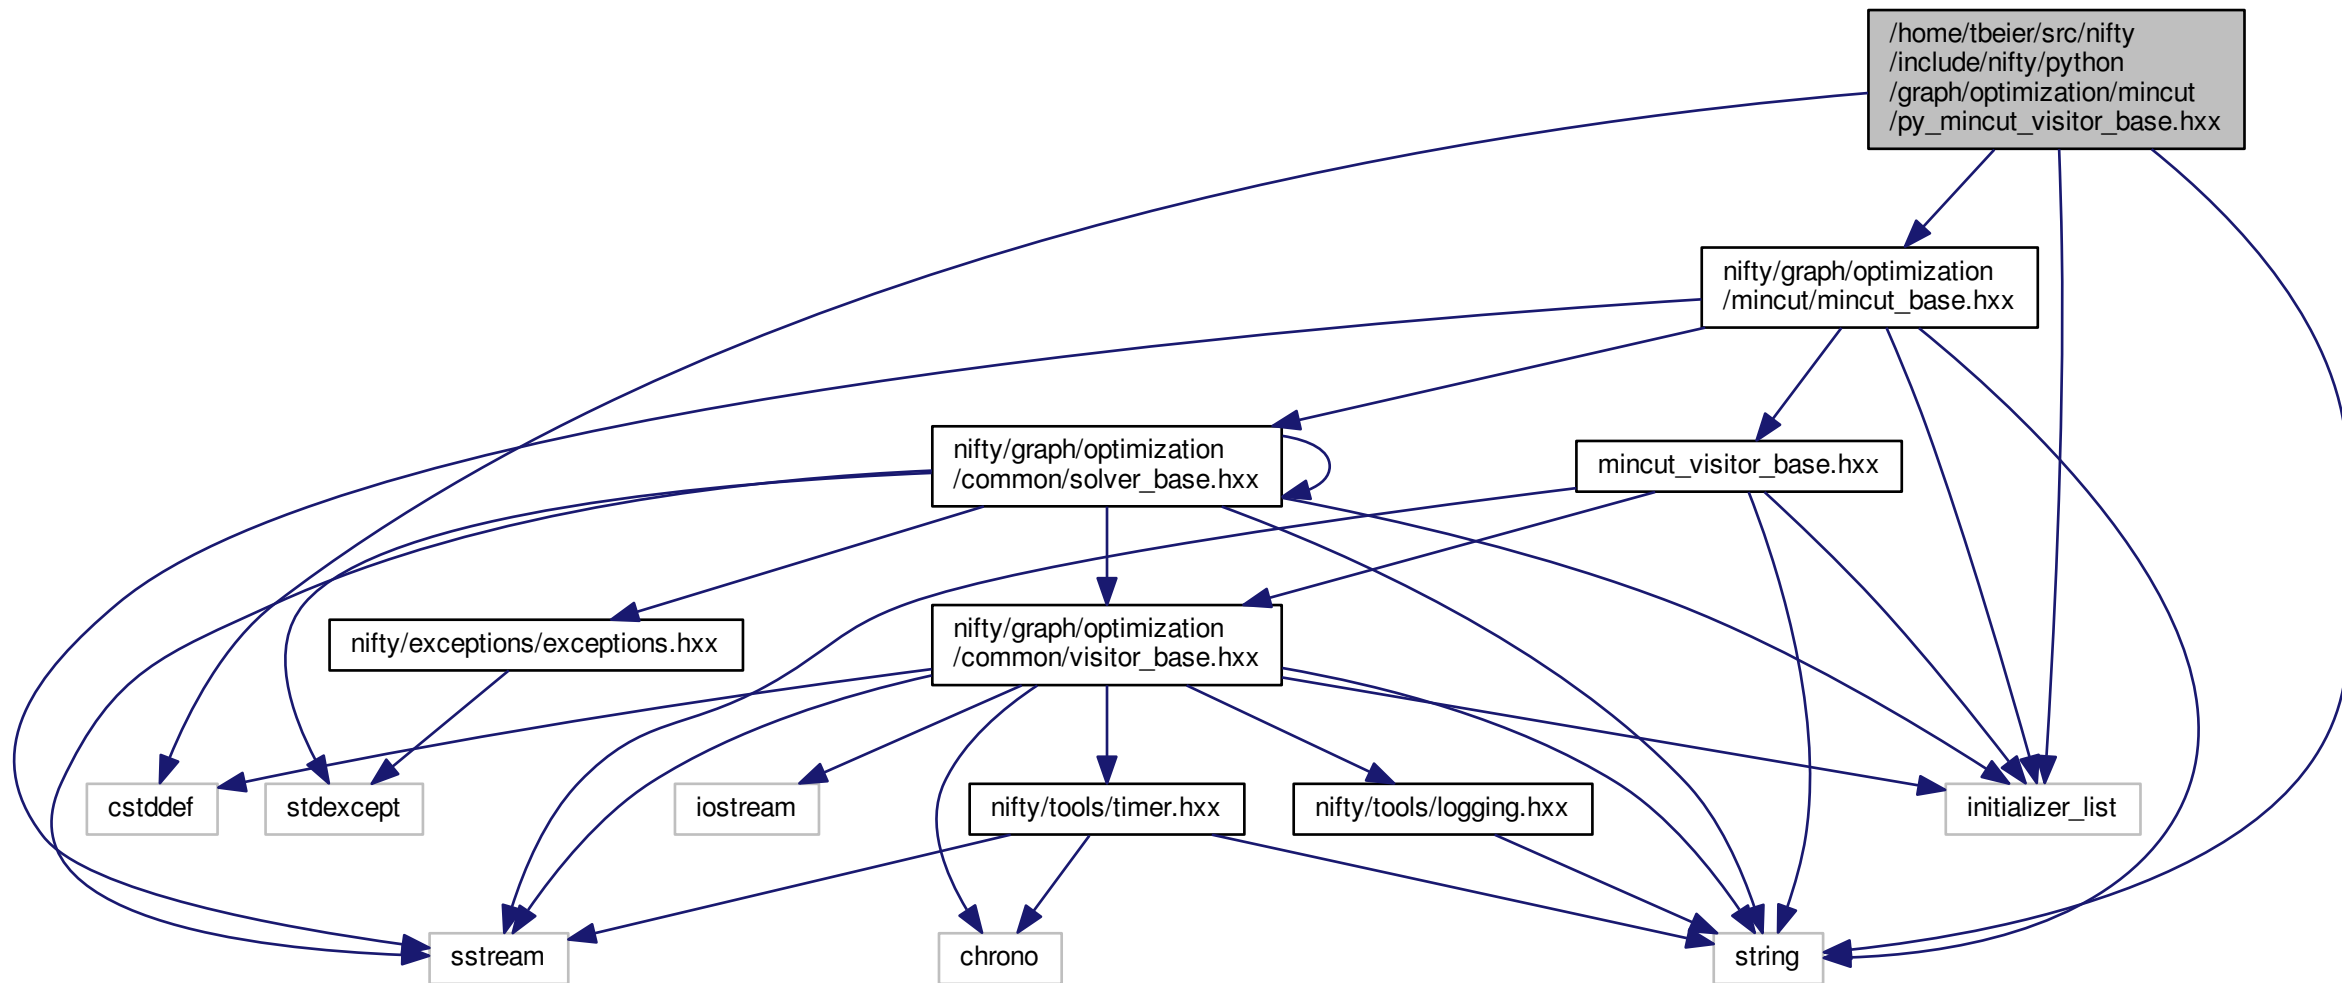 /home/tbeier/src/nifty
/include/nifty/python
/graph/optimization/mincut
/py_mincut_visitor_base.hxx
nifty/graph/optimization
/mincut/mincut_base.hxx
nifty/graph/optimization
/common/solver_base.hxx
mincut_visitor_base.hxx
nifty/exceptions/exceptions.hxx
nifty/graph/optimization
/common/visitor_base.hxx
cstddef
stdexcept
iostream
nifty/tools/timer.hxx
nifty/tools/logging.hxx
initializer_list
sstream
chrono
string